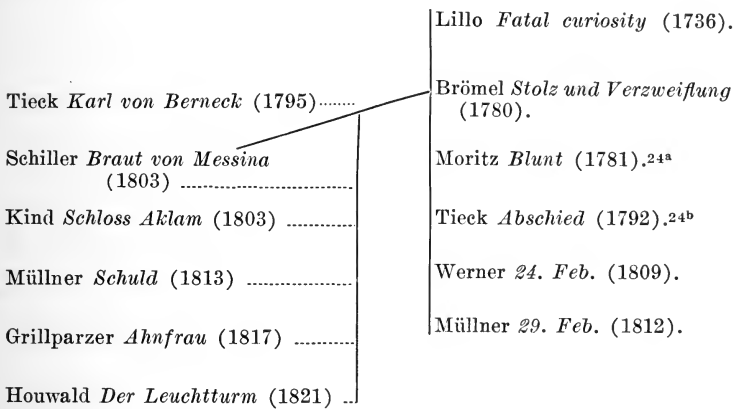 Tieck Karl von Berneck (1795)........
Schiller Braut von Messina
(1803) ................................
Kind Schloss Aklam (1803) ............
Müllner Schuld (1813) ...................
Grillparzer Ahnfrau (1817) ...........
Houwald Der Leuchtturm (1821) ...
Lillo Fatal curiosity (1736).
Brömel Stolz und Verzweiflung
(1780).
Moritz Blunt (1781).24a
Tieck Abschied (1792).24b
Werner 24. Feb. (1809).
Müllner 29. Feb. (1812).